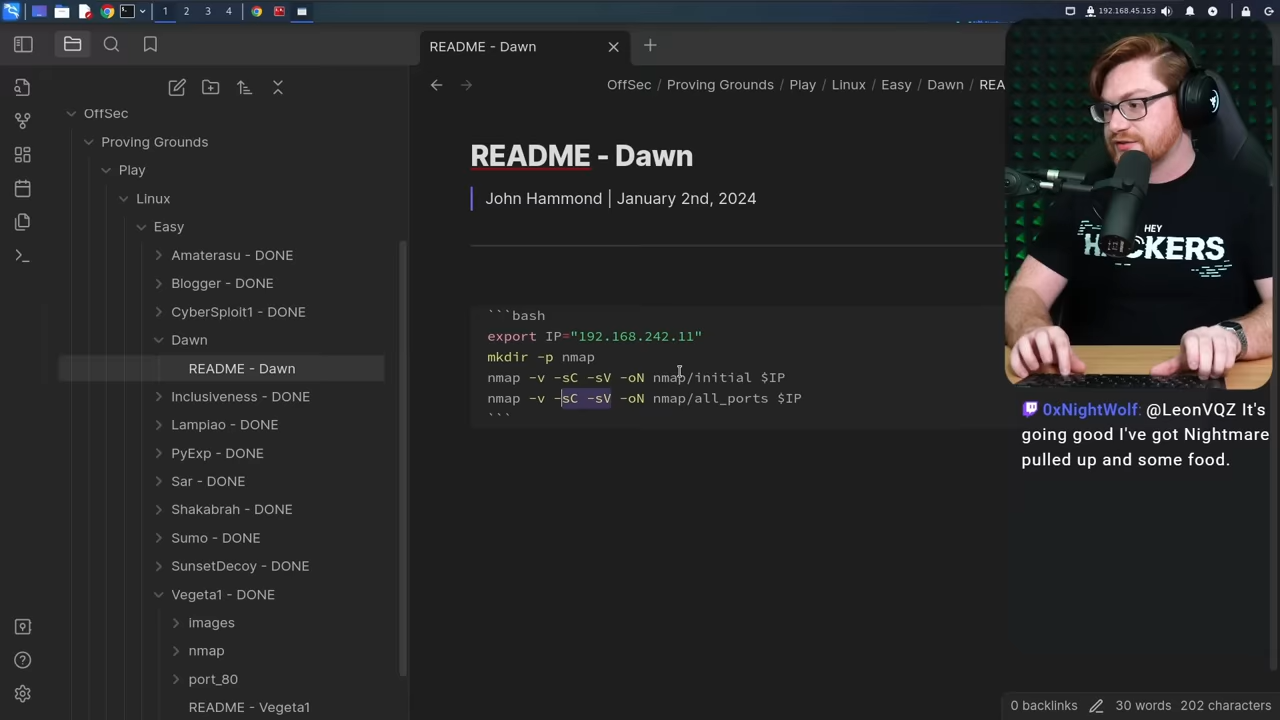 1 2 3 4
192.168.45.153
README - Dawn
OffSec / Proving Grounds / Play / Linux / Easy / Dawn / REA
OffSec
Proving Grounds
Play
Linux
Easy
Amaterasu - DONE
Blogger - DONE
CyberSploit1 - DONE
Dawn
README - Dawn
Inclusiveness - DONE
Lampiao - DONE
PyExp - DONE
Sar - DONE
Shakabrah - DONE
Sumo - DONE
SunsetDecoy - DONE
Vegeta1 - DONE
images
nmap
port_80
README - Vegeta1
README - Dawn
John Hammond | January 2nd, 2024
```bash
export IP="192.168.242.11"
mkdir -p nmap
nmap -v -sC -sV -oN nmap/initial $IP
nmap -v -sC -sV -oN nmap/all_ports $IP
```
HEY
HACKERS
0xNightWolf: @LeonVQZ It's
going good I've got Nightmare
pulled up and some food.
0 backlinks 30 words 202 characters